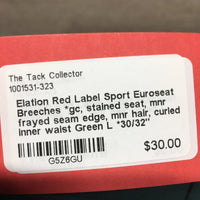 The Tack Collector
1001531-323
Elation Red Label Sport Euroseat
Breeches *gc, stained seat, mnr
frayed seam edge, mnr hair, curled
inner waist Green L *30/32"
G5Z6GU
$30.00